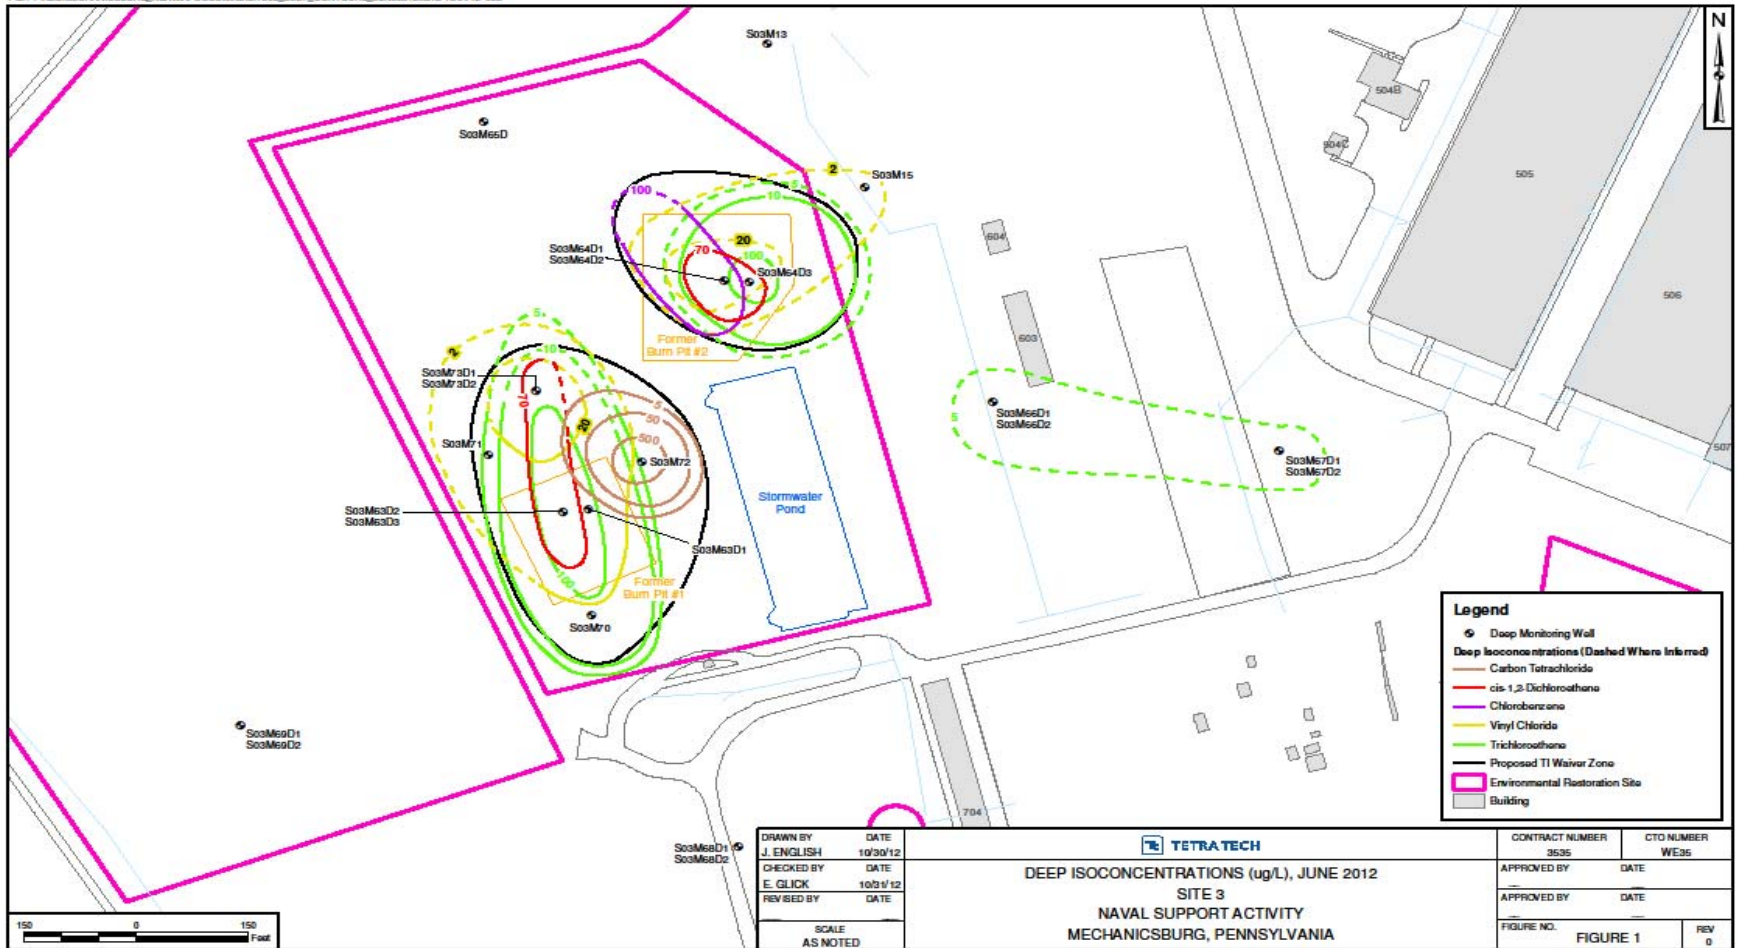 N
S03M13
504B
S03M65D
504C
2
S03M15
505
100
5
10
604
S03M64D1
S03M64D2
70
20
100
S03M64D3
506
5
Former
Burn Pit #2
603
10
2
S03M73D1
S03M73D2
70
5
50
20
500
S03M66D1
S03M66D2
5
S03M71
S03M72
507
S03M67D1
S03M67D2
Stormwater
Pond
S03M63D2
S03M63D3
S03M63D1
100
Former
Burn Pit #1
S03M70
Legend
Deep Monitoring Well
Deep Isoconcentrations (Dashed Where Inferred)
Carbon Tetrachloride
cis-1,2-Dichloroethene
Chlorobenzene
Vinyl Chloride
Trichloroethene
Proposed TI Waiver Zone
Environmental Restoration Site
Building
S03M69D1
S03M69D2
704
S03M68D1
S03M68D2
150 0 150
Feet
DRAWN BY DATE
J. ENGLISH 10/30/12
CHECKED BY DATE
E. GLICK 10/31/12
REVISED BY DATE
SCALE
AS NOTED
Tt TETRA TECH
DEEP ISOCONCENTRATIONS (ug/L), JUNE 2012
SITE 3
NAVAL SUPPORT ACTIVITY
MECHANICSBURG, PENNSYLVANIA
CONTRACT NUMBER CTO NUMBER
3535 WE35
APPROVED BY DATE
APPROVED BY DATE
FIGURE NO. FIGURE 1 REV
0